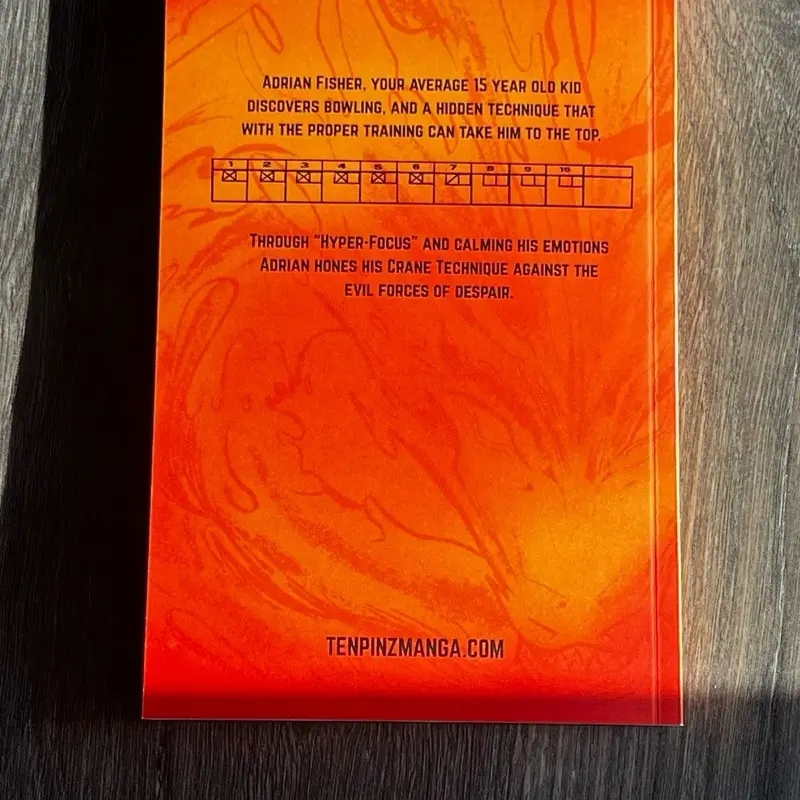 ADRIAN FISHER, YOUR AVERAGE 15 YEAR OLD KID
DISCOVERS BOWLING, AND A HIDDEN TECHNIQUE THAT
WITH THE PROPER TRAINING CAN TAKE HIM TO THE TOP.
1 2 3 4 5 6 7 8 9 10
THROUGH "HYPER-FOCUS" AND CALMING HIS EMOTIONS
ADRIAN HONES HIS CRANE TECHNIQUE AGAINST THE
EVIL FORCES OF DESPAIR.
TENPINZMANGA.COM